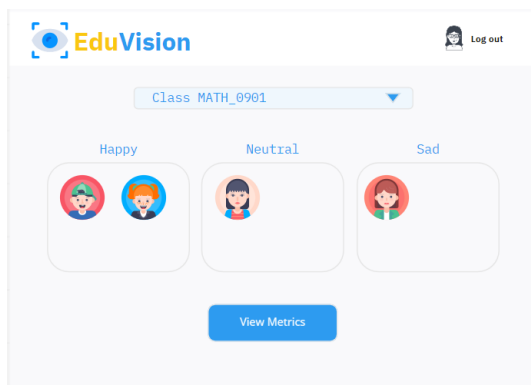 EduVision
Log out
Class MATH_0901
Happy
Neutral
Sad
View Metrics